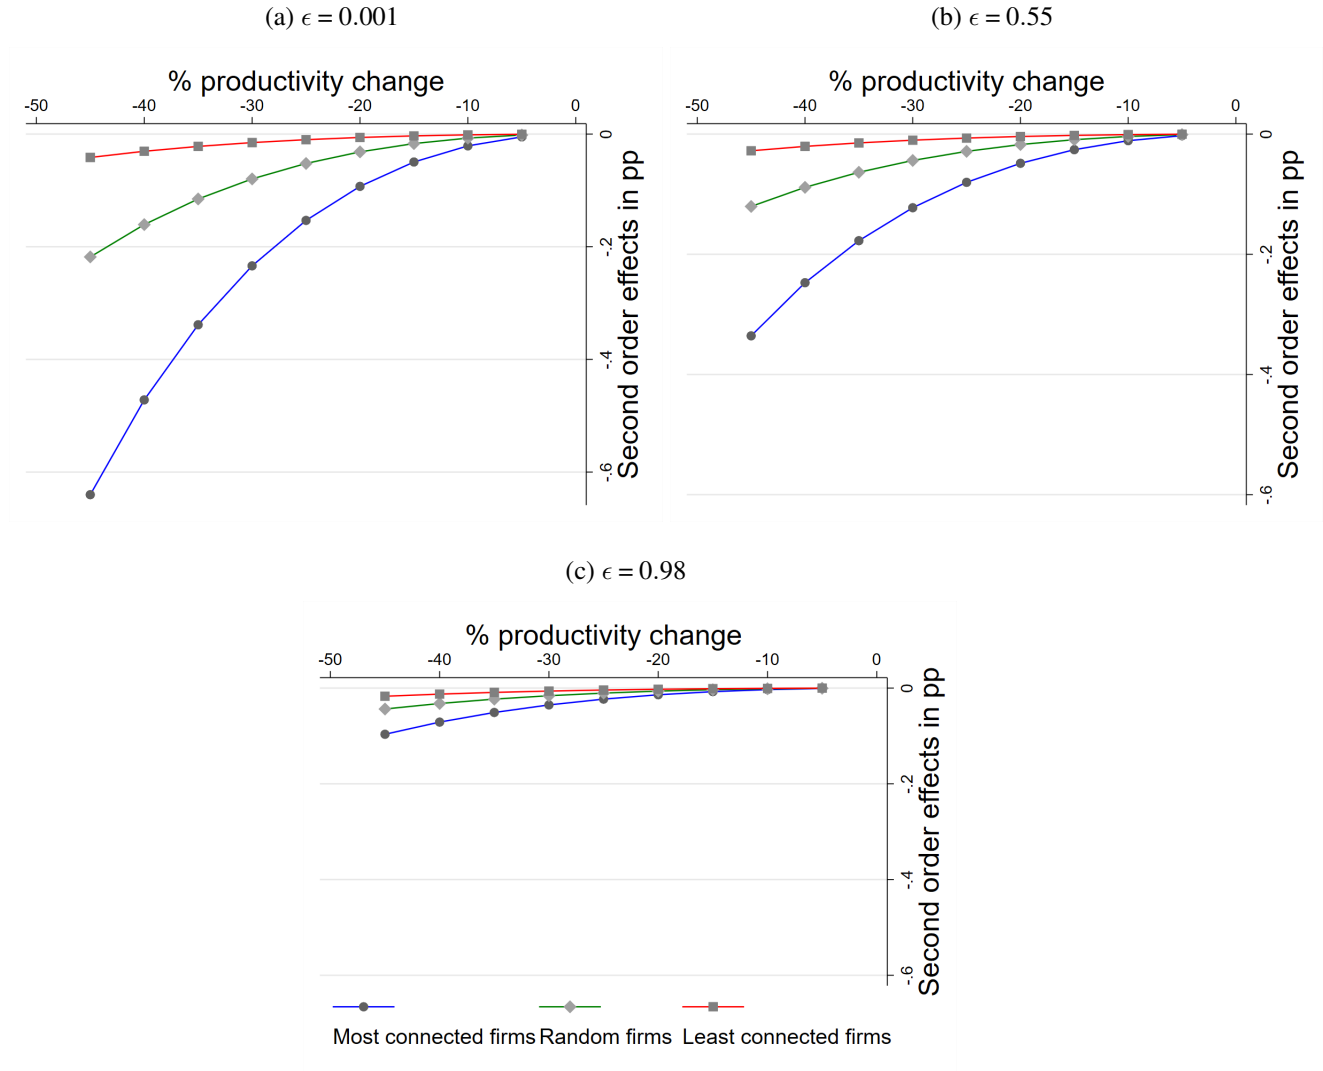 (a) ϵ = 0.001
% productivity change
-50 -40 -30 -20 -10 0
0
-.2
-.4
-.6
Second order effects in pp
(b) ϵ = 0.55
% productivity change
-50 -40 -30 -20 -10 0
0
-.2
-.4
-.6
Second order effects in pp
(c) ϵ = 0.98
% productivity change
-50 -40 -30 -20 -10 0
0
-.2
-.4
-.6
Second order effects in pp
Most connected firms Random firms Least connected firms